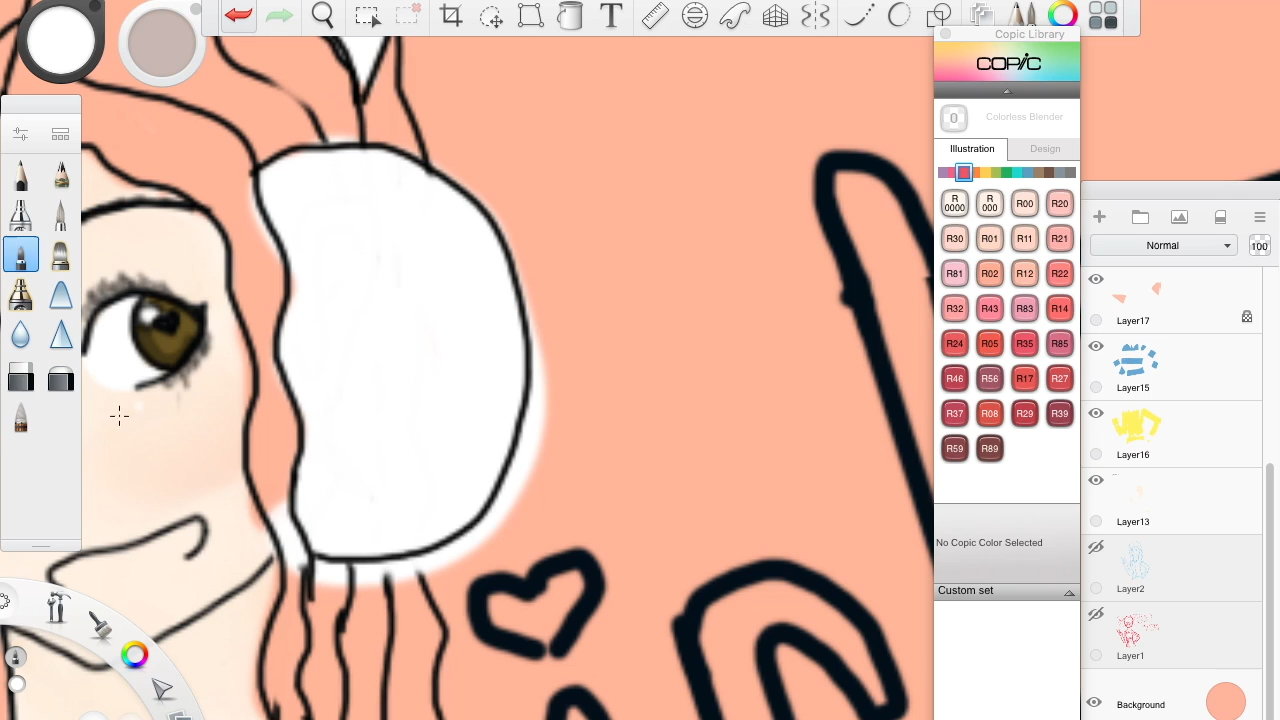 T
Copic Library
COPIC
0 Colorless Blender
Illustration Design
R0000 R000 R00 R20
R30 R01 R11 R21
R81 R02 R12 R22
R32 R43 R83 R14
R24 R05 R35 R85
R46 R56 R17 R27
R37 R08 R29 R39
R59 R89
No Copic Color Selected
Custom set
Normal 100
Layer17
Layer15
Layer16
Layer13
Layer2
Layer1
Background